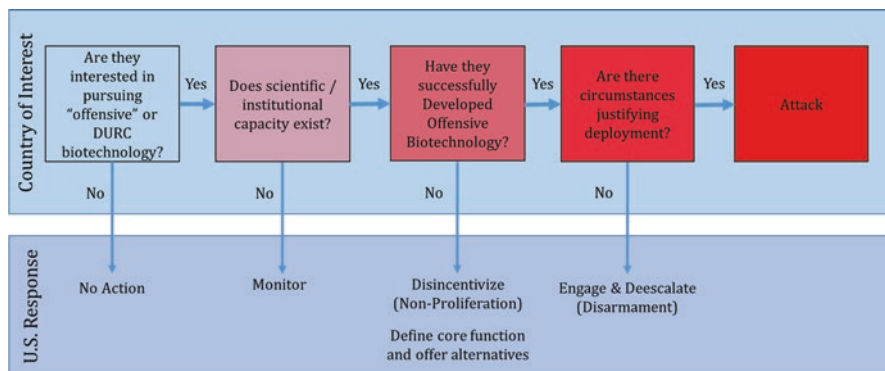 Country of Interest
Are they
interested in
pursuing
"offensive" or
DURC
biotechnology?
Yes
Does scientific /
institutional
capacity exist?
Yes
Have they
successfully
Developed
Offensive
Biotechnology?
Yes
Are there
circumstances
justifying
deployment?
Yes
Attack
No
No
No
No
U.S. Response
No Action
Monitor
Disincentivize
(Non-Proliferation)
Define core function
and offer alternatives
Engage & Deescalate
(Disarmament)